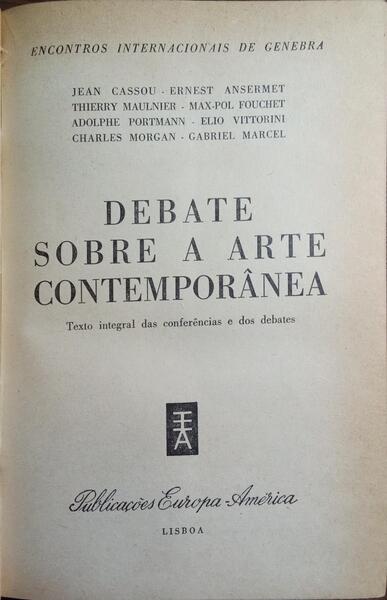 ENCONTROS INTERNACIONAIS DE GENEBRA
JEAN CASSOU · ERNEST ANSERMET
THIERRY MAULNIER · MAX-POL FOUCHET
ADOLPHE PORTMANN · ELIO VITTORINI
CHARLES MORGAN · GABRIEL MARCEL
DEBATE
SOBRE A ARTE
CONTEMPORÂNEA
Texto integral das conferências e dos debates
EA
Publicações Europa-América
LISBOA